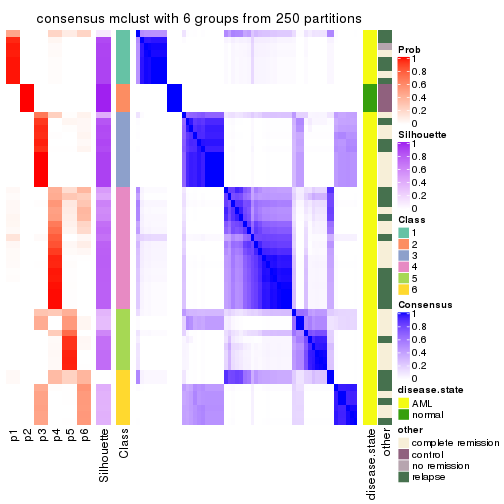 consensus mclust with 6 groups from 250 partitions
Prob
1
0.8
0.6
0.4
0.2
0
Silhouette
1
0.8
0.6
0.4
0.2
0
Class
1
2
3
4
5
6
Consensus
1
0.8
0.6
0.4
0.2
0
disease.state
AML
normal
other
complete remission
control
no remission
relapse
p1
p2
p3
p4
p5
p6
Silhouette
Class
disease.state
other